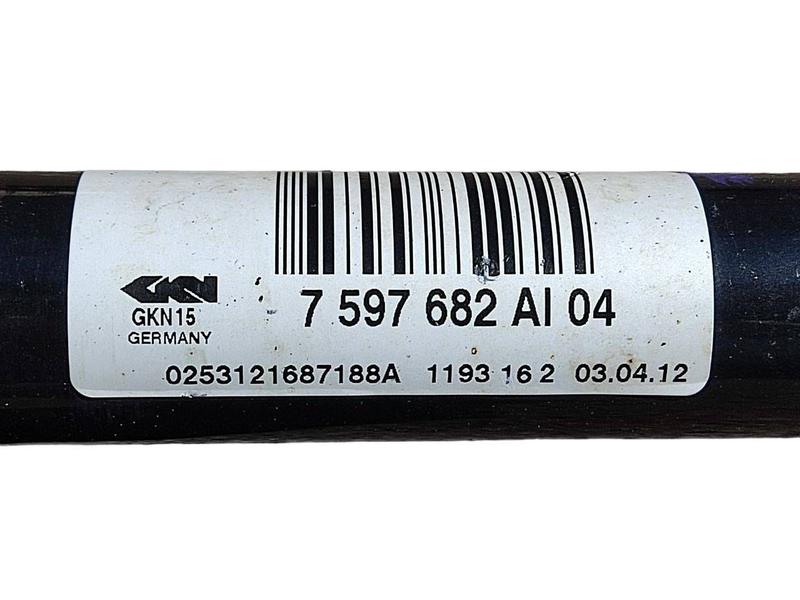 GKN
7 597 682 AI 04
GKN15
GERMANY
0253121687188A 1193 16 2 03.04.12